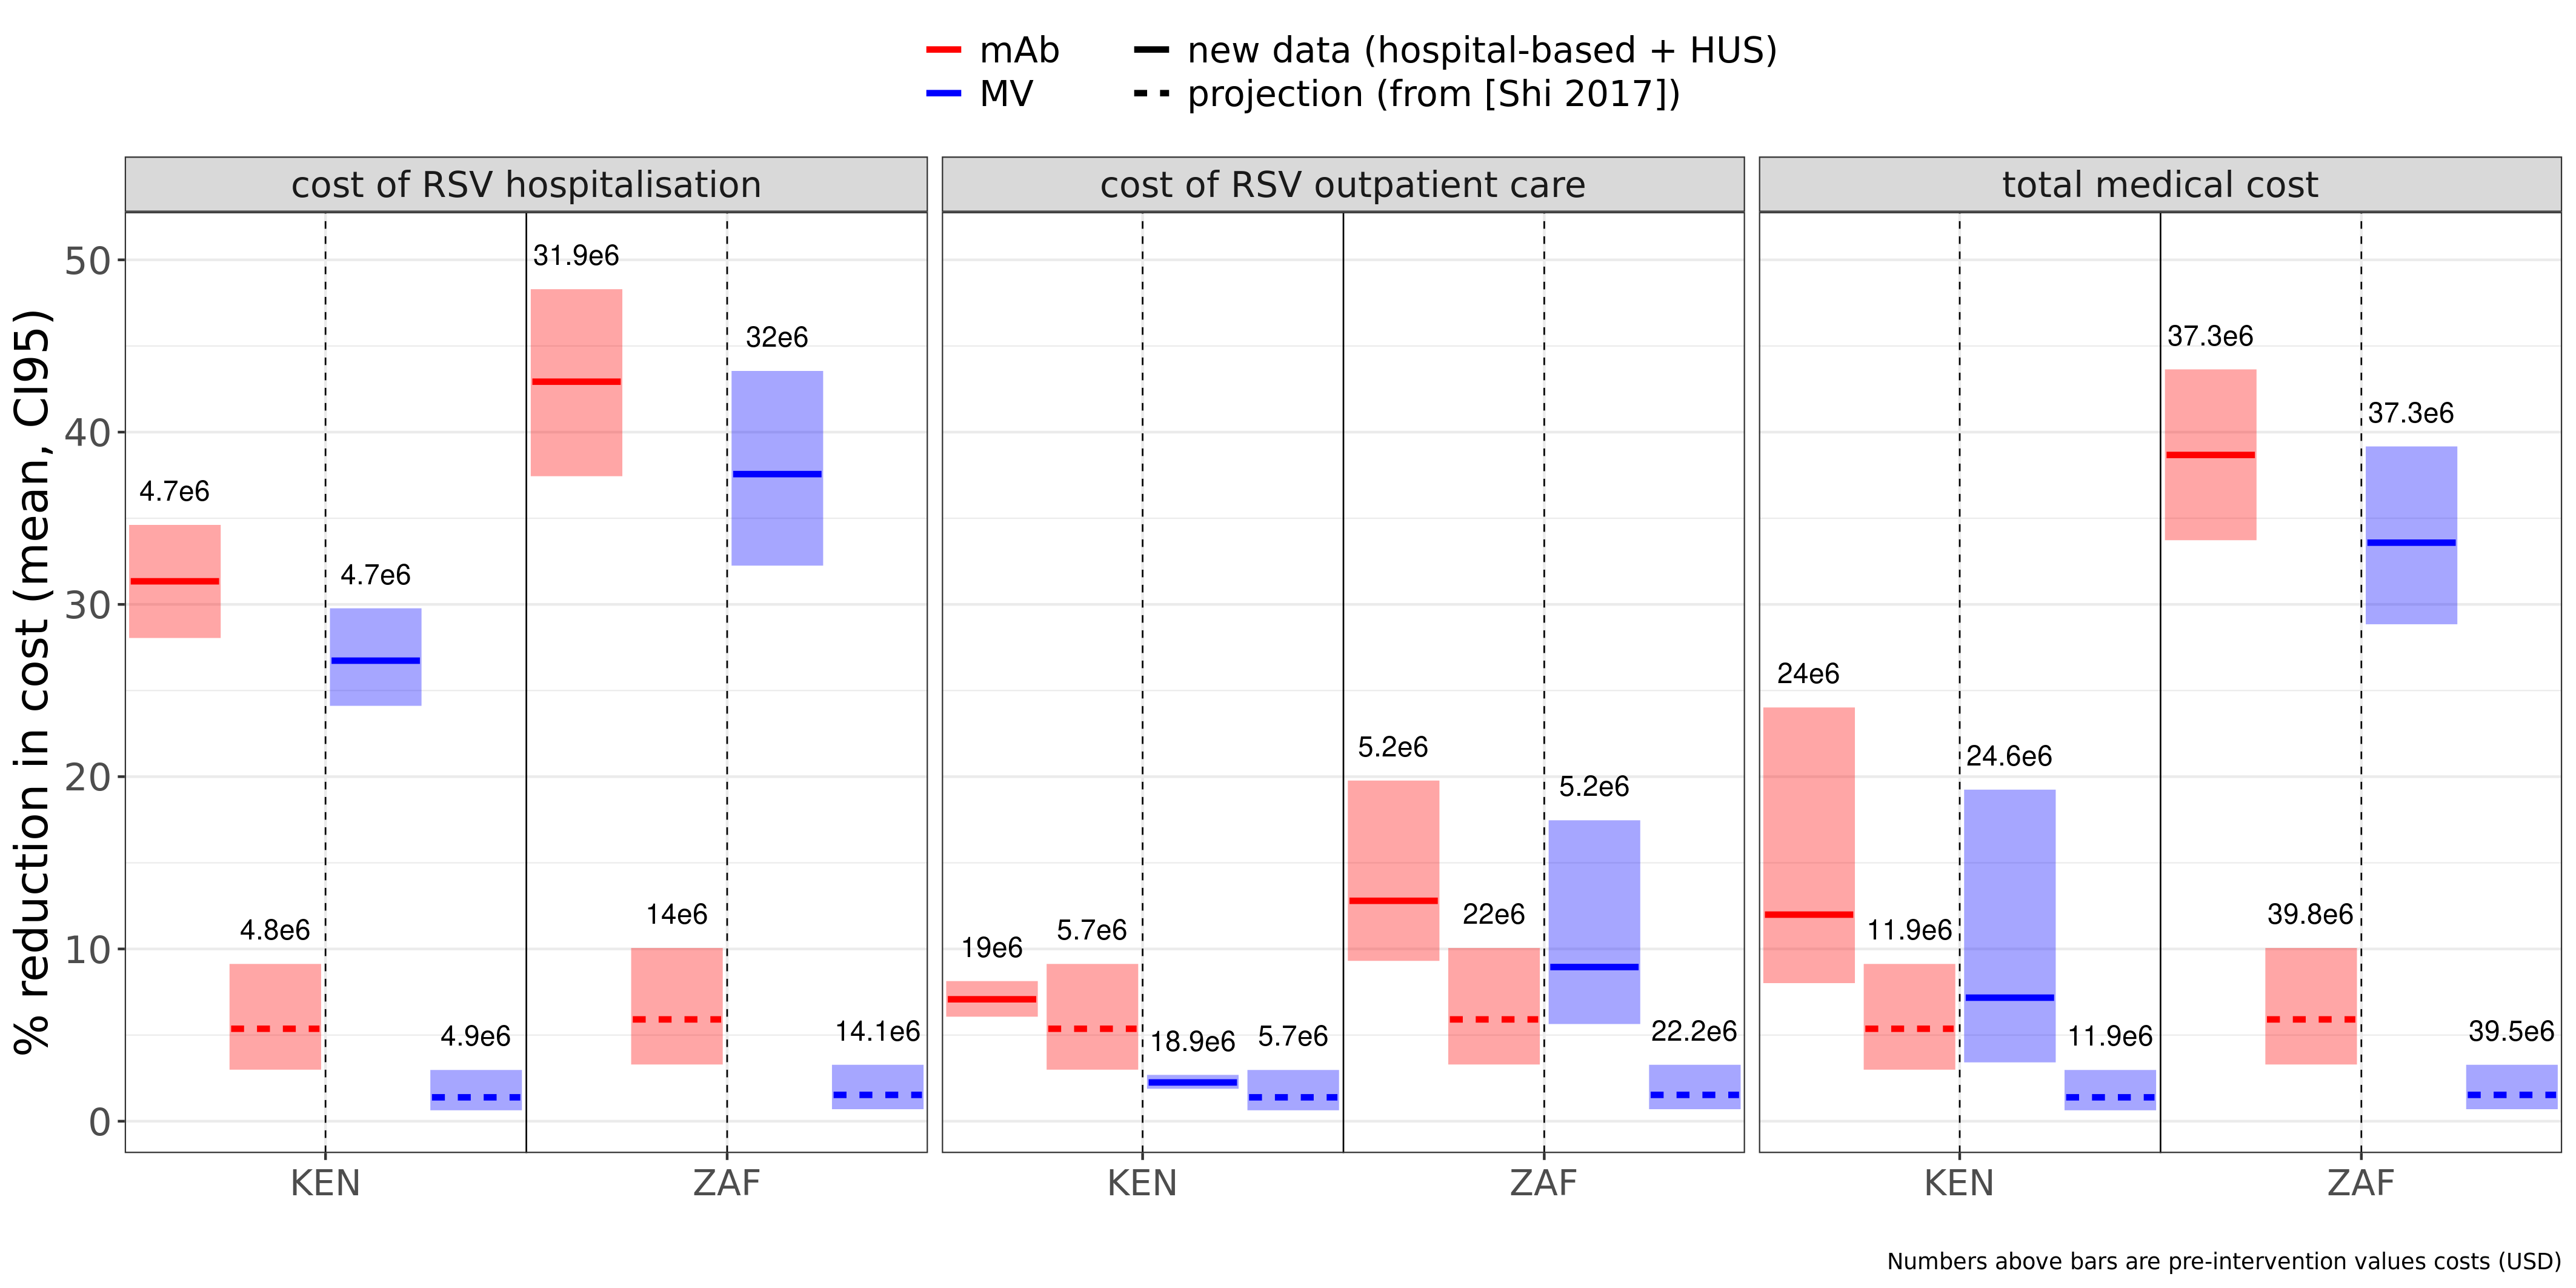 mAb
MV
new data (hospital-based + HUS)
projection (from [Shi 2017])
cost of RSV hospitalisation
cost of RSV outpatient care
total medical cost
% reduction in cost (mean, CI95)
50
40
30
20
10
0
4.7e6
4.8e6
4.7e6
4.9e6
31.9e6
14e6
32e6
14.1e6
19e6
5.7e6
18.9e6
5.7e6
5.2e6
22e6
5.2e6
22.2e6
24e6
11.9e6
24.6e6
11.9e6
37.3e6
39.8e6
37.3e6
39.5e6
KEN
ZAF
KEN
ZAF
KEN
ZAF
Numbers above bars are pre-intervention values costs (USD)